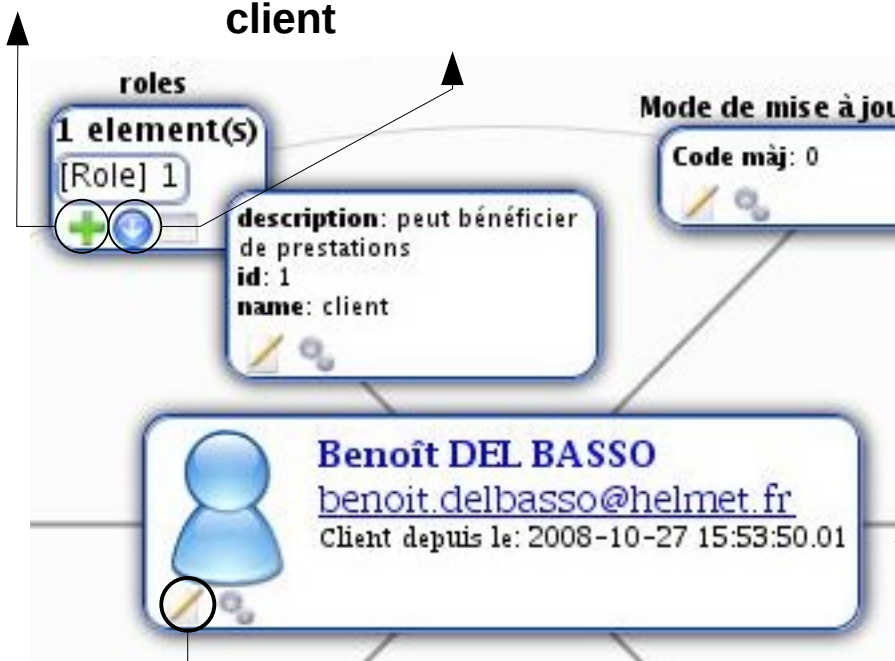 client
roles
1 element(s)
[Role] 1
Mode de mise à jou
Code màj: 0
description: peut bénéficier
de prestations
id: 1
name: client
Benoît DEL BASSO
benoit.delbasso@helmet.fr
Client depuis le: 2008-10-27 15:53:50.01